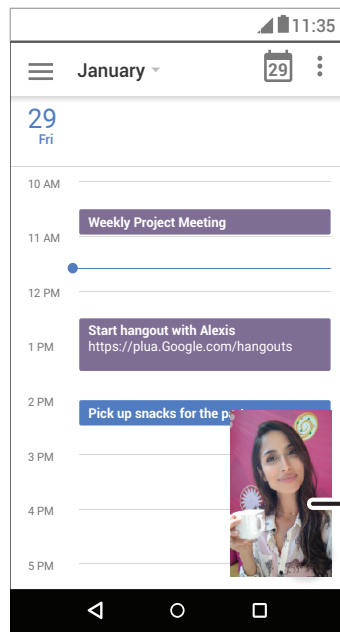 11:35
January
29
29
Fri
10 AM
Weekly Project Meeting
11 AM
12 PM
Start hangout with Alexis
https://plua.Google.com/hangouts
1 PM
2 PM
Pick up snacks for the
3 PM
4 PM
5 PM